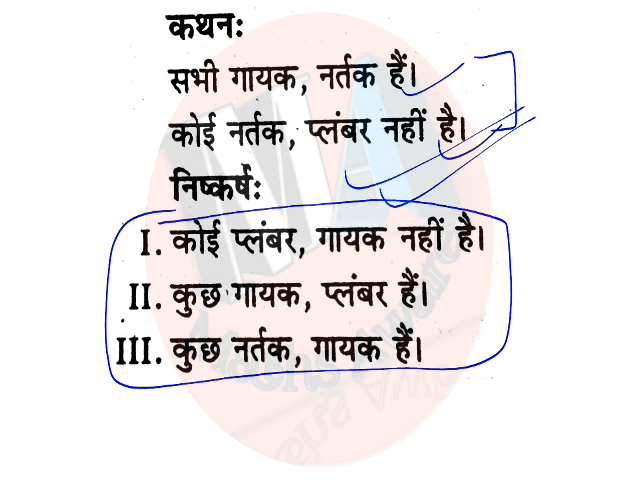 कथनः
सभी गायक, नर्तक हैं।
कोई नर्तक, प्लंबर नहीं है।
निष्कर्षः
I. कोई प्लंबर, गायक नहीं है।
II. कुछ गायक, प्लंबर हैं।
III. कुछ नर्तक, गायक हैं।